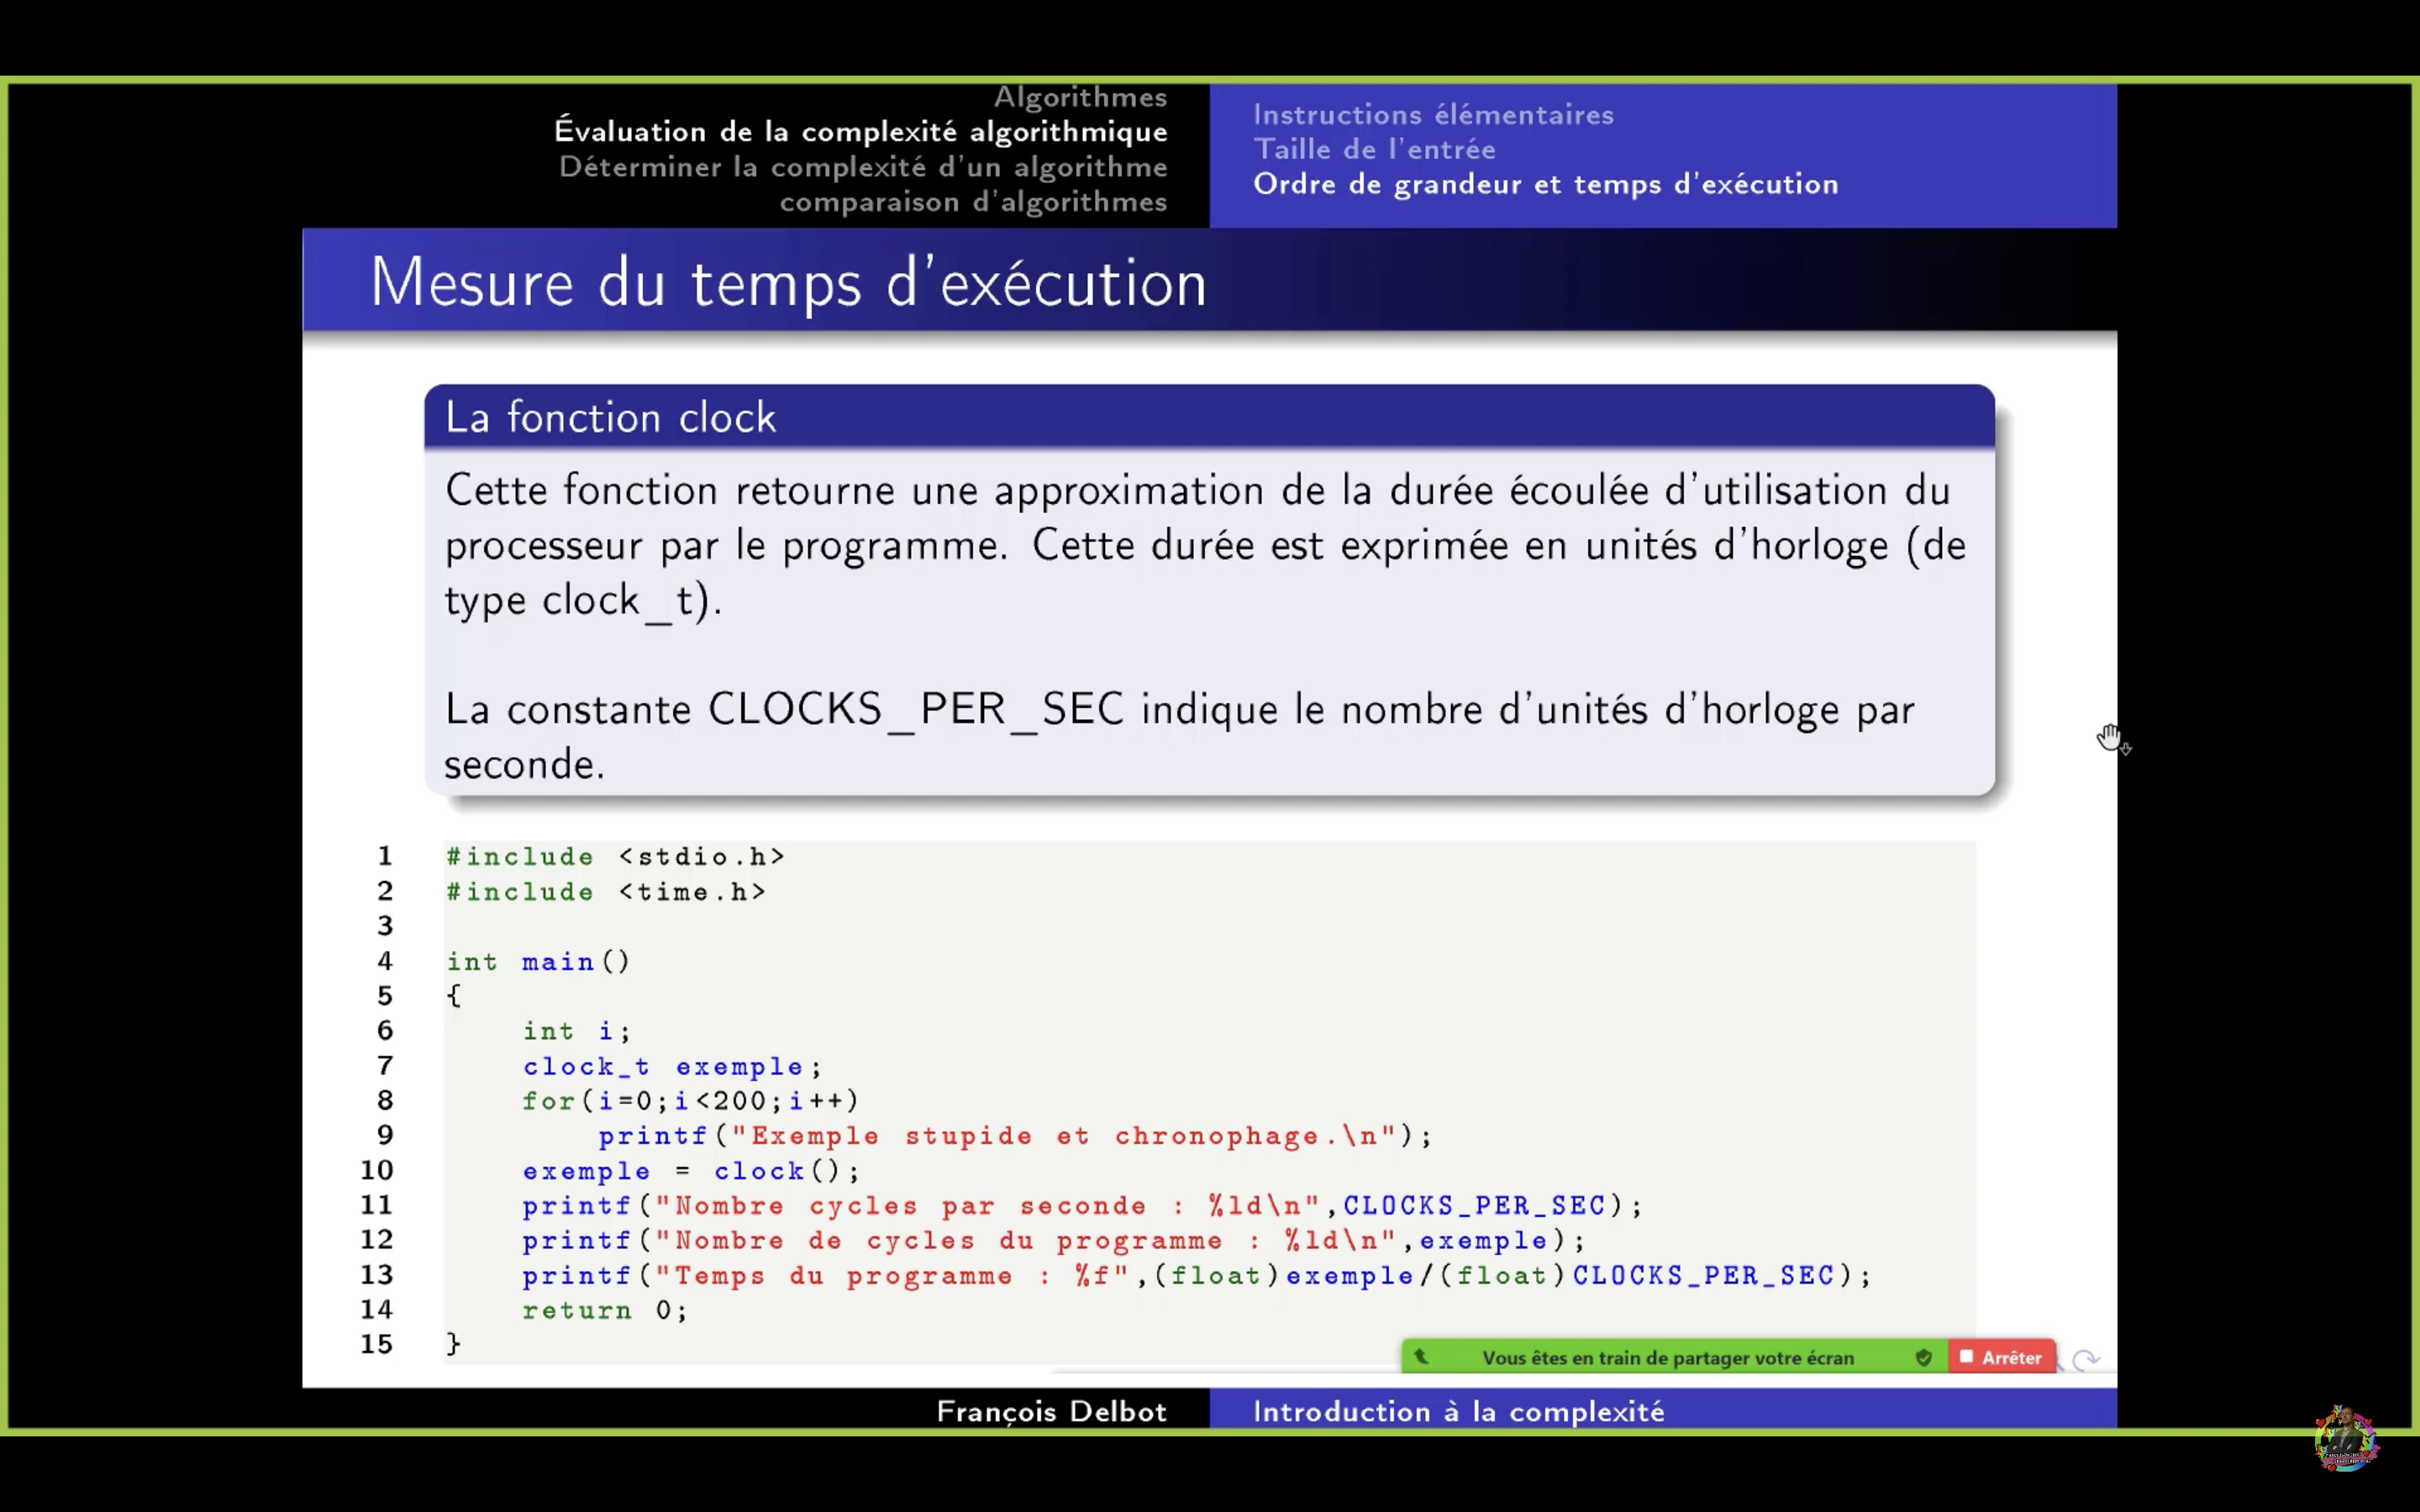 Algorithmes
Évaluation de la complexité algorithmique
Déterminer la complexité d'un algorithme
comparaison d'algorithmes
Instructions élémentaires
Taille de l'entrée
Ordre de grandeur et temps d'exécution
Mesure du temps d'exécution
La fonction clock
Cette fonction retourne une approximation de la durée écoulée d'utilisation du
processeur par le programme. Cette durée est exprimée en unités d'horloge (de
type clock_t).
La constante CLOCKS_PER_SEC indique le nombre d'unités d'horloge par
seconde.
1 #include <stdio.h>
2 #include <time.h>
3
4 int main()
5 {
6     int i;
7     clock_t exemple;
8     for(i=0;i<200;i++)
9         printf("Exemple stupide et chronophage.\n");
10     exemple = clock();
11     printf("Nombre cycles par seconde : %ld\n",CLOCKS_PER_SEC);
12     printf("Nombre de cycles du programme : %ld\n",exemple);
13     printf("Temps du programme : %f",(float)exemple/(float)CLOCKS_PER_SEC);
14     return 0;
15 }
Vous êtes en train de partager votre écran
Arrêter
François Delbot
Introduction à la complexité